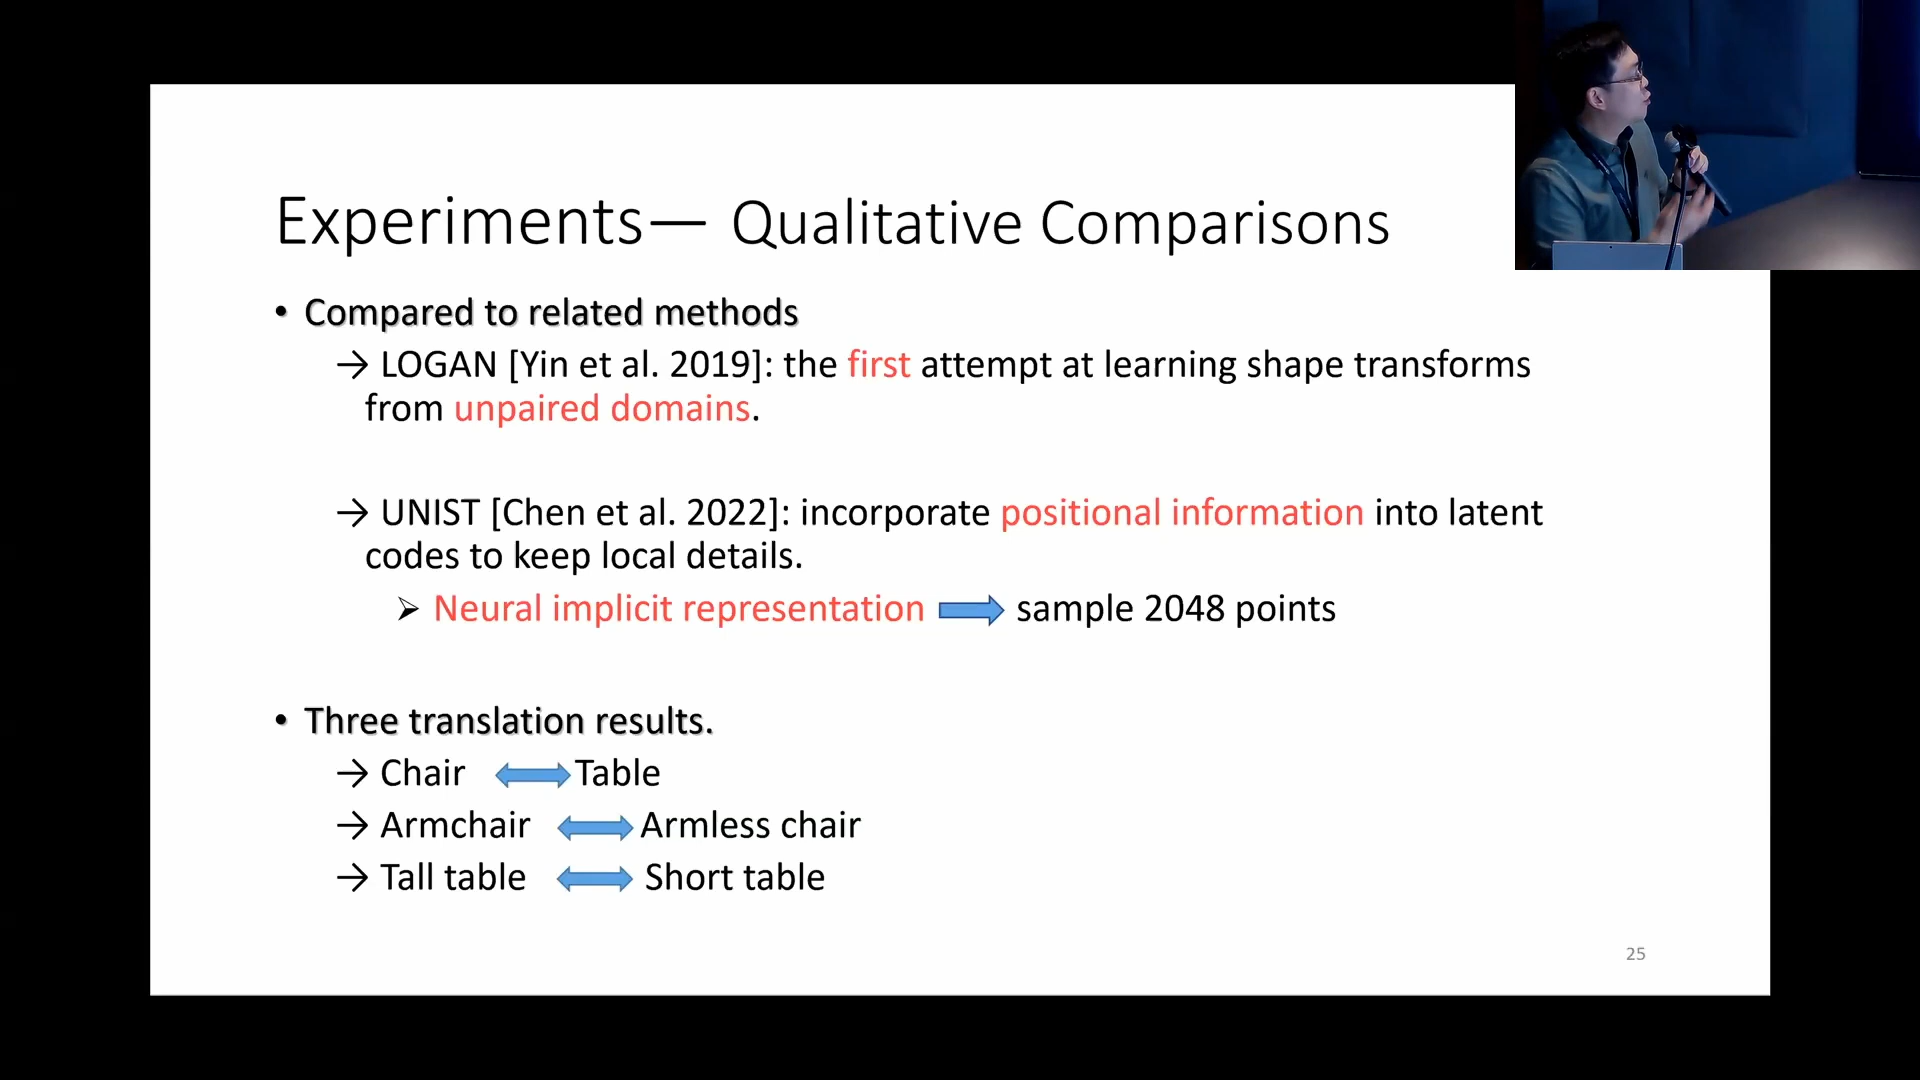 Experiments— Qualitative Comparisons
• Compared to related methods
→ LOGAN [Yin et al. 2019]: the first attempt at learning shape transforms
from unpaired domains.
→ UNIST [Chen et al. 2022]: incorporate positional information into latent
codes to keep local details.
➢ Neural implicit representation ➡ sample 2048 points
• Three translation results.
→ Chair ⟷ Table
→ Armchair ⟷ Armless chair
→ Tall table ⟷ Short table
25